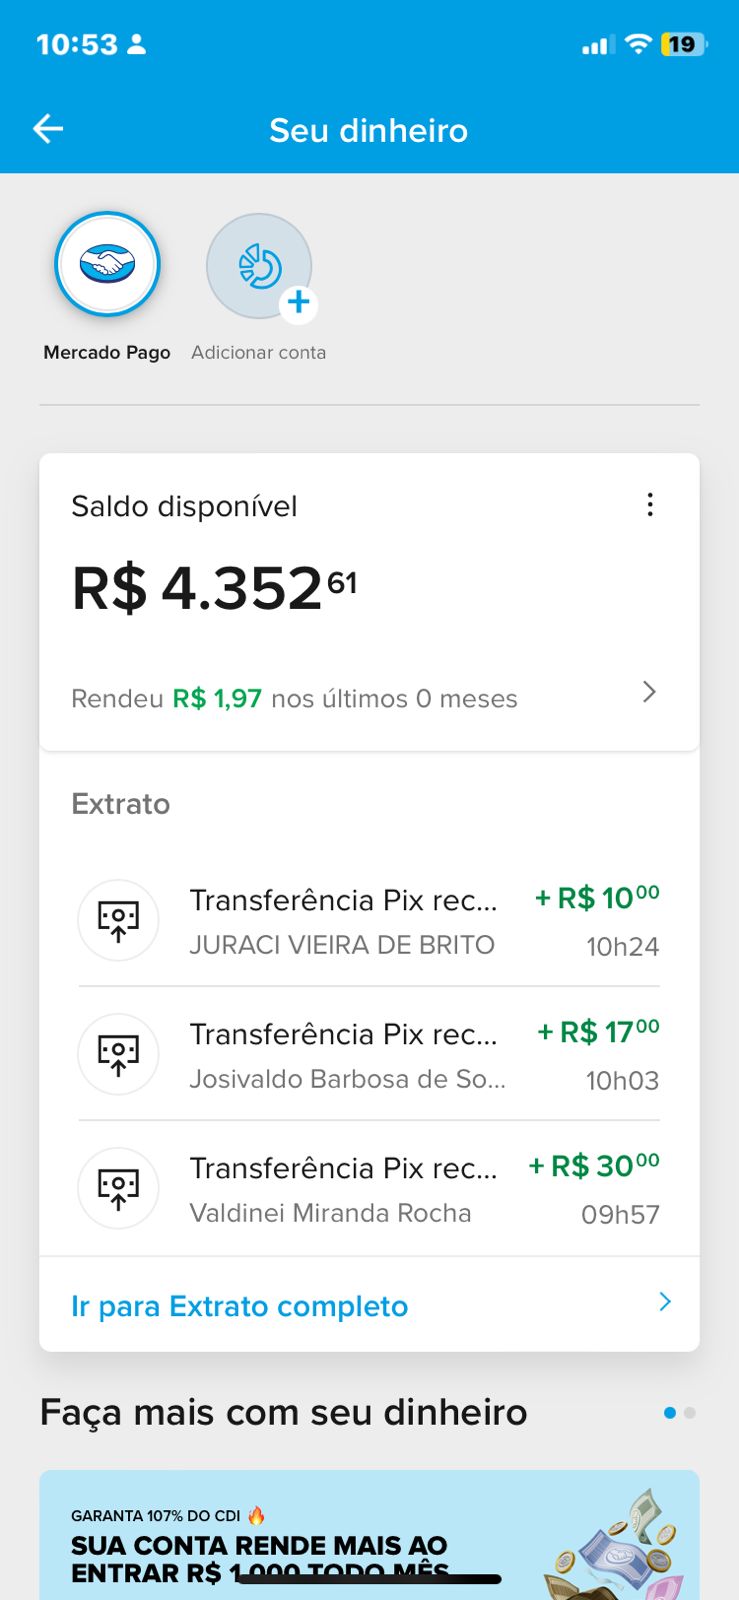 10:53
19
Seu dinheiro
Mercado Pago
Adicionar conta
Saldo disponível
R$ 4.352 61
Rendeu R$ 1,97 nos últimos 0 meses
Extrato
Transferência Pix rec... + R$ 10 00
JURACI VIEIRA DE BRITO 10h24
Transferência Pix rec... + R$ 17 00
Josivaldo Barbosa de So... 10h03
Transferência Pix rec... + R$ 30 00
Valdinei Miranda Rocha 09h57
Ir para Extrato completo
Faça mais com seu dinheiro
GARANTA 107% DO CDI 🔥
SUA CONTA RENDE MAIS AO
ENTRAR R$ 1.000 TODO MÊS